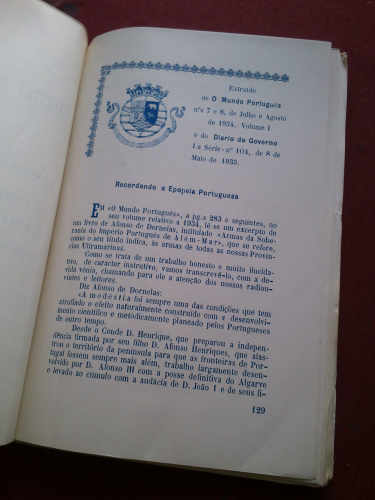 Extraído
de O Mundo Português
n.ºs 7 e 8, de Julho e Agosto
de 1934, Volume I
e do Diario do Governo
I.a Série - n.º 104, de 8 de
Maio de 1935.
Recordando a Epopeia Portuguesa
EM «O Mundo Português», a pg.s 283 e seguintes, no
seu volume relativo a 1934, lê-se um excerpto de
um livro de Afonso de Dornelas, intitulado «Armas da Sobe-
rania do Império Português de Além-Mar», que se refere,
como o seu título indica, às armas de todas as nossas Provín-
cias Ultramarinas.
Como se trata de um trabalho honesto e muito elucida-
tivo, de carácter instrutivo, vamos transcrevê-lo, com a de-
vida vénia, chamando para ele a atenção dos nossos radiou-
vintes e leitores.
Diz Afonso de Dornelas:
«A modéstia foi sempre uma das condições que tem
atrofiado o efeito naturalmente construido com o desenvolvi-
mento científico e metódicamente planeado pelos Portugueses
de outro tempo.
Desde o Conde D. Henrique, que preparou a indepen-
dência firmada por seu filho D. Afonso Henriques, que alas-
trou o território da península para que as fronteiras de Por-
tugal fossem sempre mais além, trabalho largamente desen-
volvido por D. Afonso III com a posse definitiva do Algarve
e levado ao cúmulo com a audácia de D. João I e de seus fi-
129